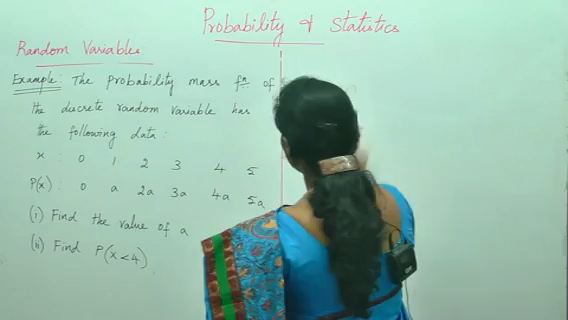 Probability & Statistics
Random Variables
Example: The probability mass fn of
the discrete random variable has
the following data:
x : 0 1 2 3 4 5
P(x) : 0 a 2a 3a 4a 5a
(i) Find the value of a
(ii) Find P(X<4)